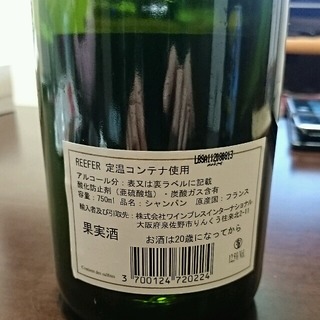 REEFER 定温コンテナ使用
アルコール分：表又は裏ラベルに記載
酸化防止剤（亜硫酸塩）・炭酸ガス含有
容量：750ml 品名：シャンパン 原産国：フランス
輸入者及び引取先：株式会社ワインプレスインターナショナル
大阪府泉佐野市りんくう往来北2-11
果実酒
お酒は20歳になってから
3 700124 720224